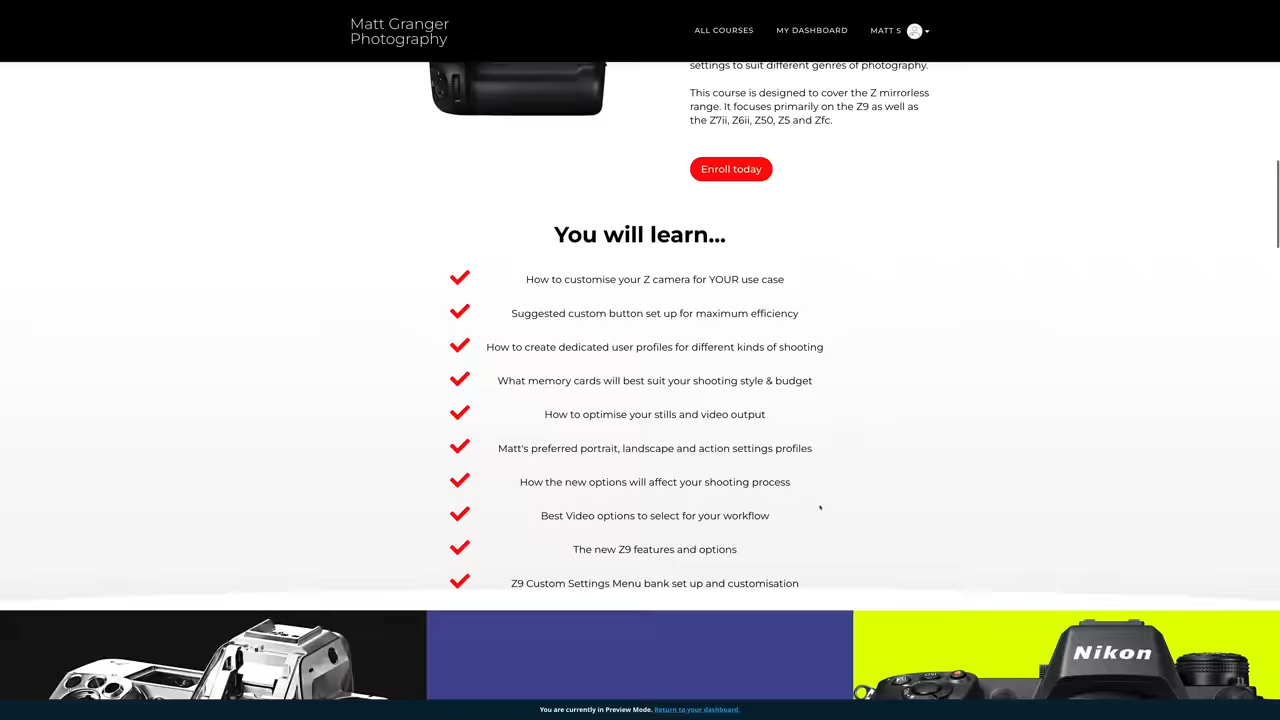 Matt Granger
Photography
ALL COURSES
MY DASHBOARD
MATT S
settings to suit different genres of photography.
This course is designed to cover the Z mirrorless
range. It focuses primarily on the Z9 as well as
the Z7ii, Z6ii, Z50, Z5 and Zfc.
Enroll today
You will learn...
How to customise your Z camera for YOUR use case
Suggested custom button set up for maximum efficiency
How to create dedicated user profiles for different kinds of shooting
What memory cards will best suit your shooting style & budget
How to optimise your stills and video output
Matt's preferred portrait, landscape and action settings profiles
How the new options will affect your shooting process
Best Video options to select for your workflow
The new Z9 features and options
Z9 Custom Settings Menu bank set up and customisation
Nikon
You are currently in Preview Mode. Return to your dashboard.